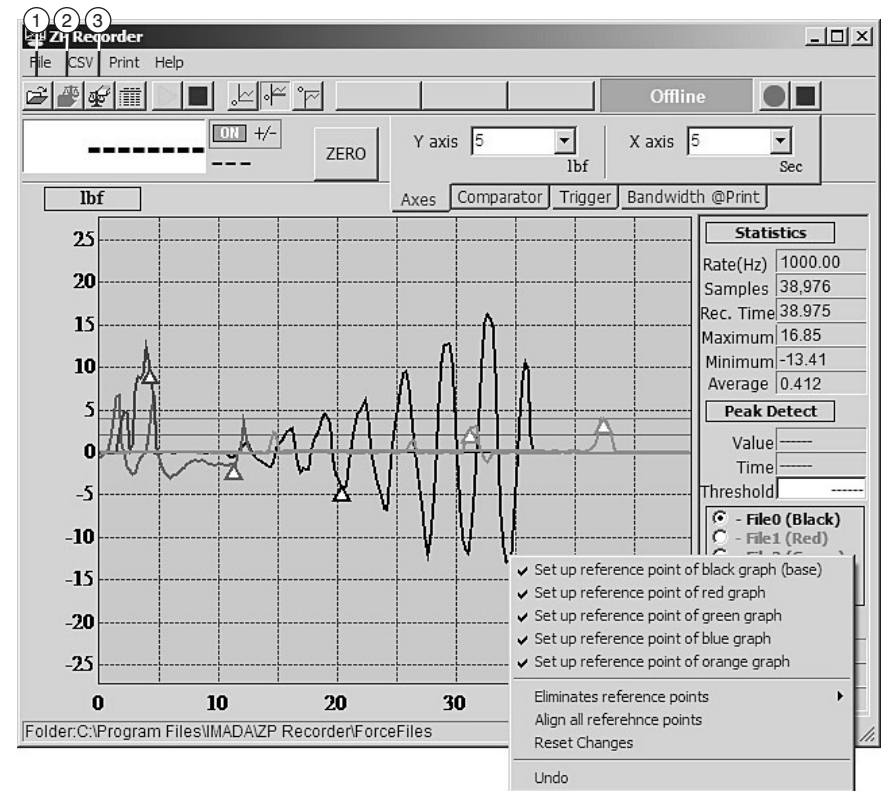 1 2 3
ZP Recorder
File CSV Print Help
Offline
-------- ON +/-
---
ZERO
Y axis 5
lbf
X axis 5
Sec
Axes Comparator Trigger Bandwidth @Print
lbf
25
20
15
10
5
0
-5
-10
-15
-20
-25
0 10 20 30
Statistics
Rate(Hz) 1000.00
Samples 38,976
Rec. Time 38.975
Maximum 16.85
Minimum -13.41
Average 0.412
Peak Detect
Value ------
Time ------
Threshold ------
- File0 (Black)
- File1 (Red)
Set up reference point of black graph (base)
Set up reference point of red graph
Set up reference point of green graph
Set up reference point of blue graph
Set up reference point of orange graph
Eliminates reference points
Align all referehnce points
Reset Changes
Undo
Folder:C:\Program Files\IMADA\ZP Recorder\ForceFiles